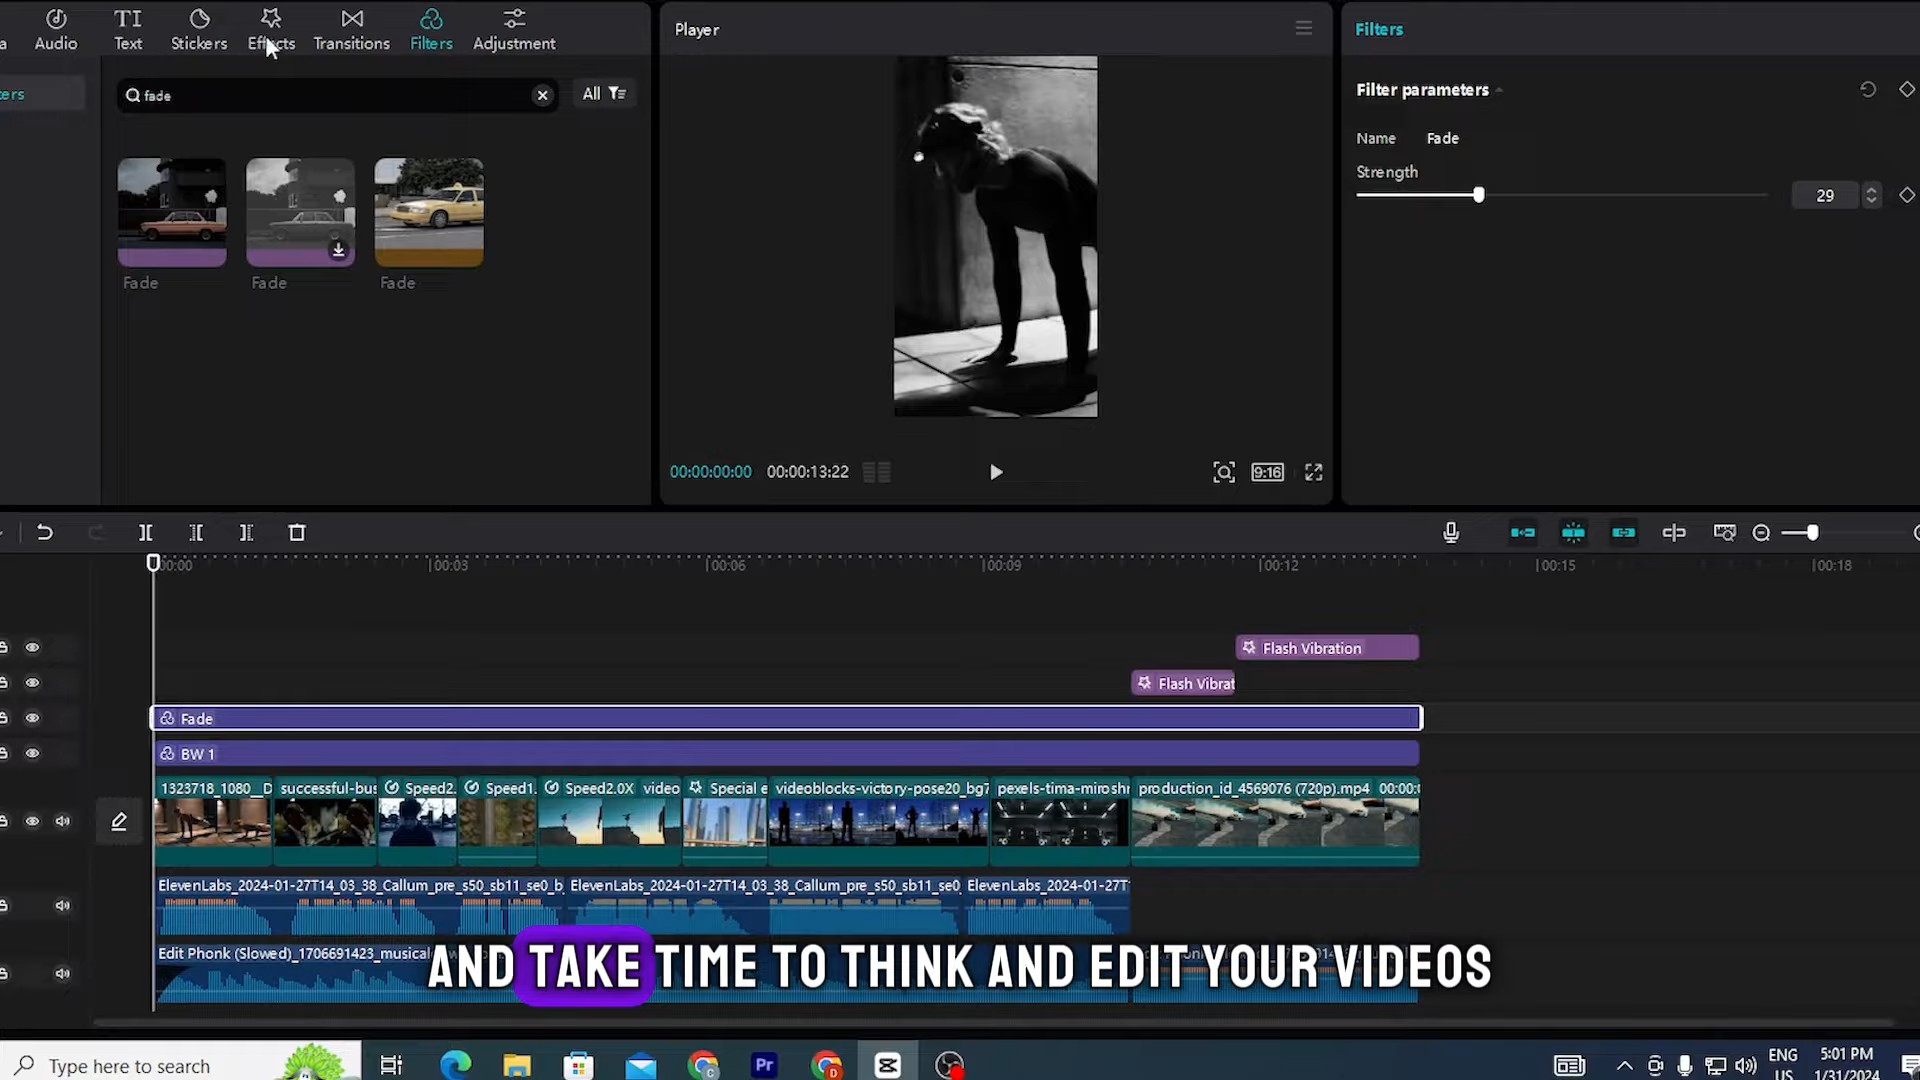 Audio
Text
Stickers
Effects
Transitions
Filters
Adjustment
fade
All
Fade
Fade
Fade
Player
00:00:00:00
00:00:13:22
9:16
Filters
Filter parameters
Name Fade
Strength
29
00:00
00:03
00:06
00:09
00:12
00:15
00:18
Flash Vibration
Flash Vibrat
Fade
BW 1
1323718_1080__D
successful-bus
Speed2.
Speed1.
Speed2.0X video
Special e
videoblocks-victory-pose20_bg7
pexels-tima-miroshn
production_id_4569076 (720p).mp4 00:00:0
ElevenLabs_2024-01-27T14_03_38_Callum_pre_s50_sb11_se0_b
ElevenLabs_2024-01-27T14_03_38_Callum_pre_s50_sb11_se0_
ElevenLabs_2024-01-27T
Edit Phonk (Slowed)_1706691423_musical
AND TAKE TIME TO THINK AND EDIT YOUR VIDEOS
Type here to search
Pr
ENG
US
5:01 PM
1/31/2024